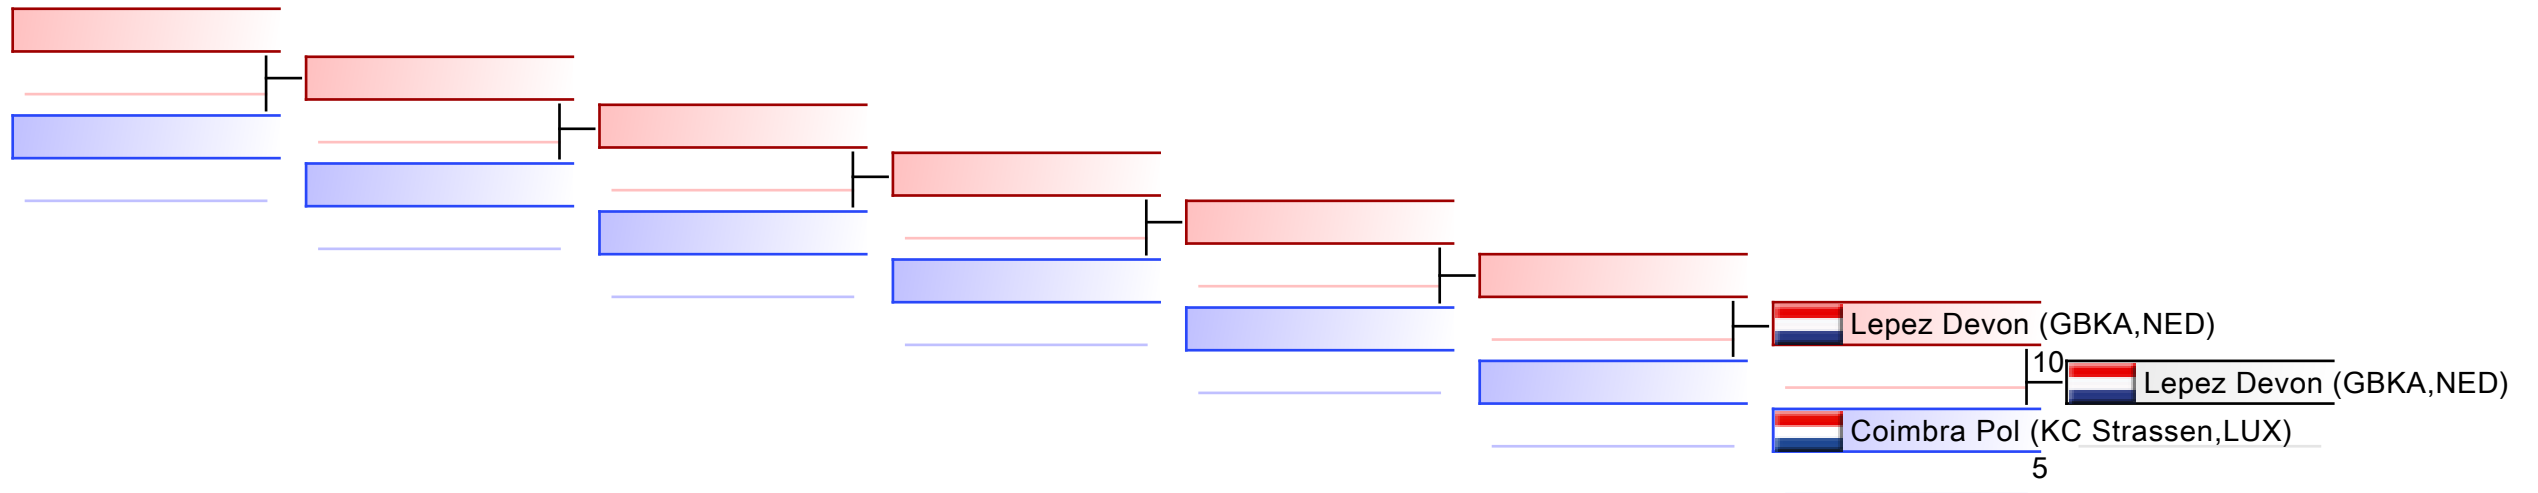 Lepez Devon (GBKA,NED)
10
Lepez Devon (GBKA,NED)
Coimbra Pol (KC Strassen,LUX)
5